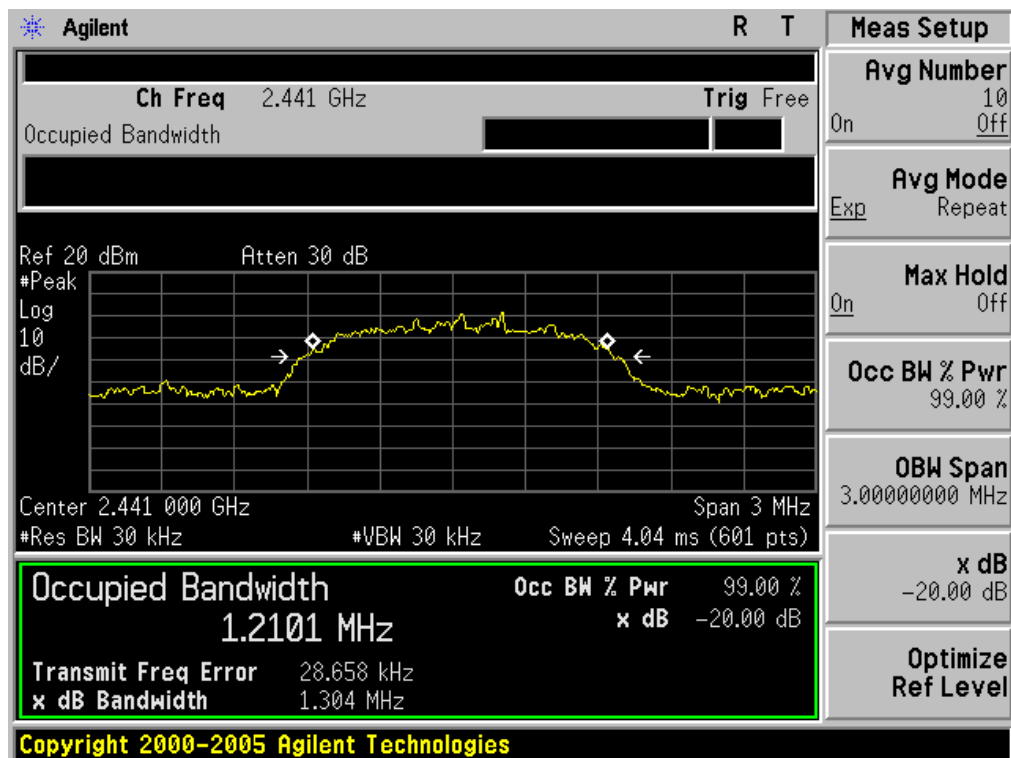 Agilent R T
Ch Freq 2.441 GHz Trig Free
Occupied Bandwidth
Ref 20 dBm Atten 30 dB
#Peak
Log
10
dB/
Center 2.441 000 GHz Span 3 MHz
#Res BW 30 kHz #VBW 30 kHz Sweep 4.04 ms (601 pts)
Occupied Bandwidth Occ BW % Pwr 99.00 %
1.2101 MHz x dB -20.00 dB
Transmit Freq Error 28.658 kHz
x dB Bandwidth 1.304 MHz
Copyright 2000-2005 Agilent Technologies
Meas Setup
Avg Number
10
On Off
Avg Mode
Exp Repeat
Max Hold
On Off
Occ BW % Pwr
99.00 %
OBW Span
3.00000000 MHz
x dB
-20.00 dB
Optimize
Ref Level